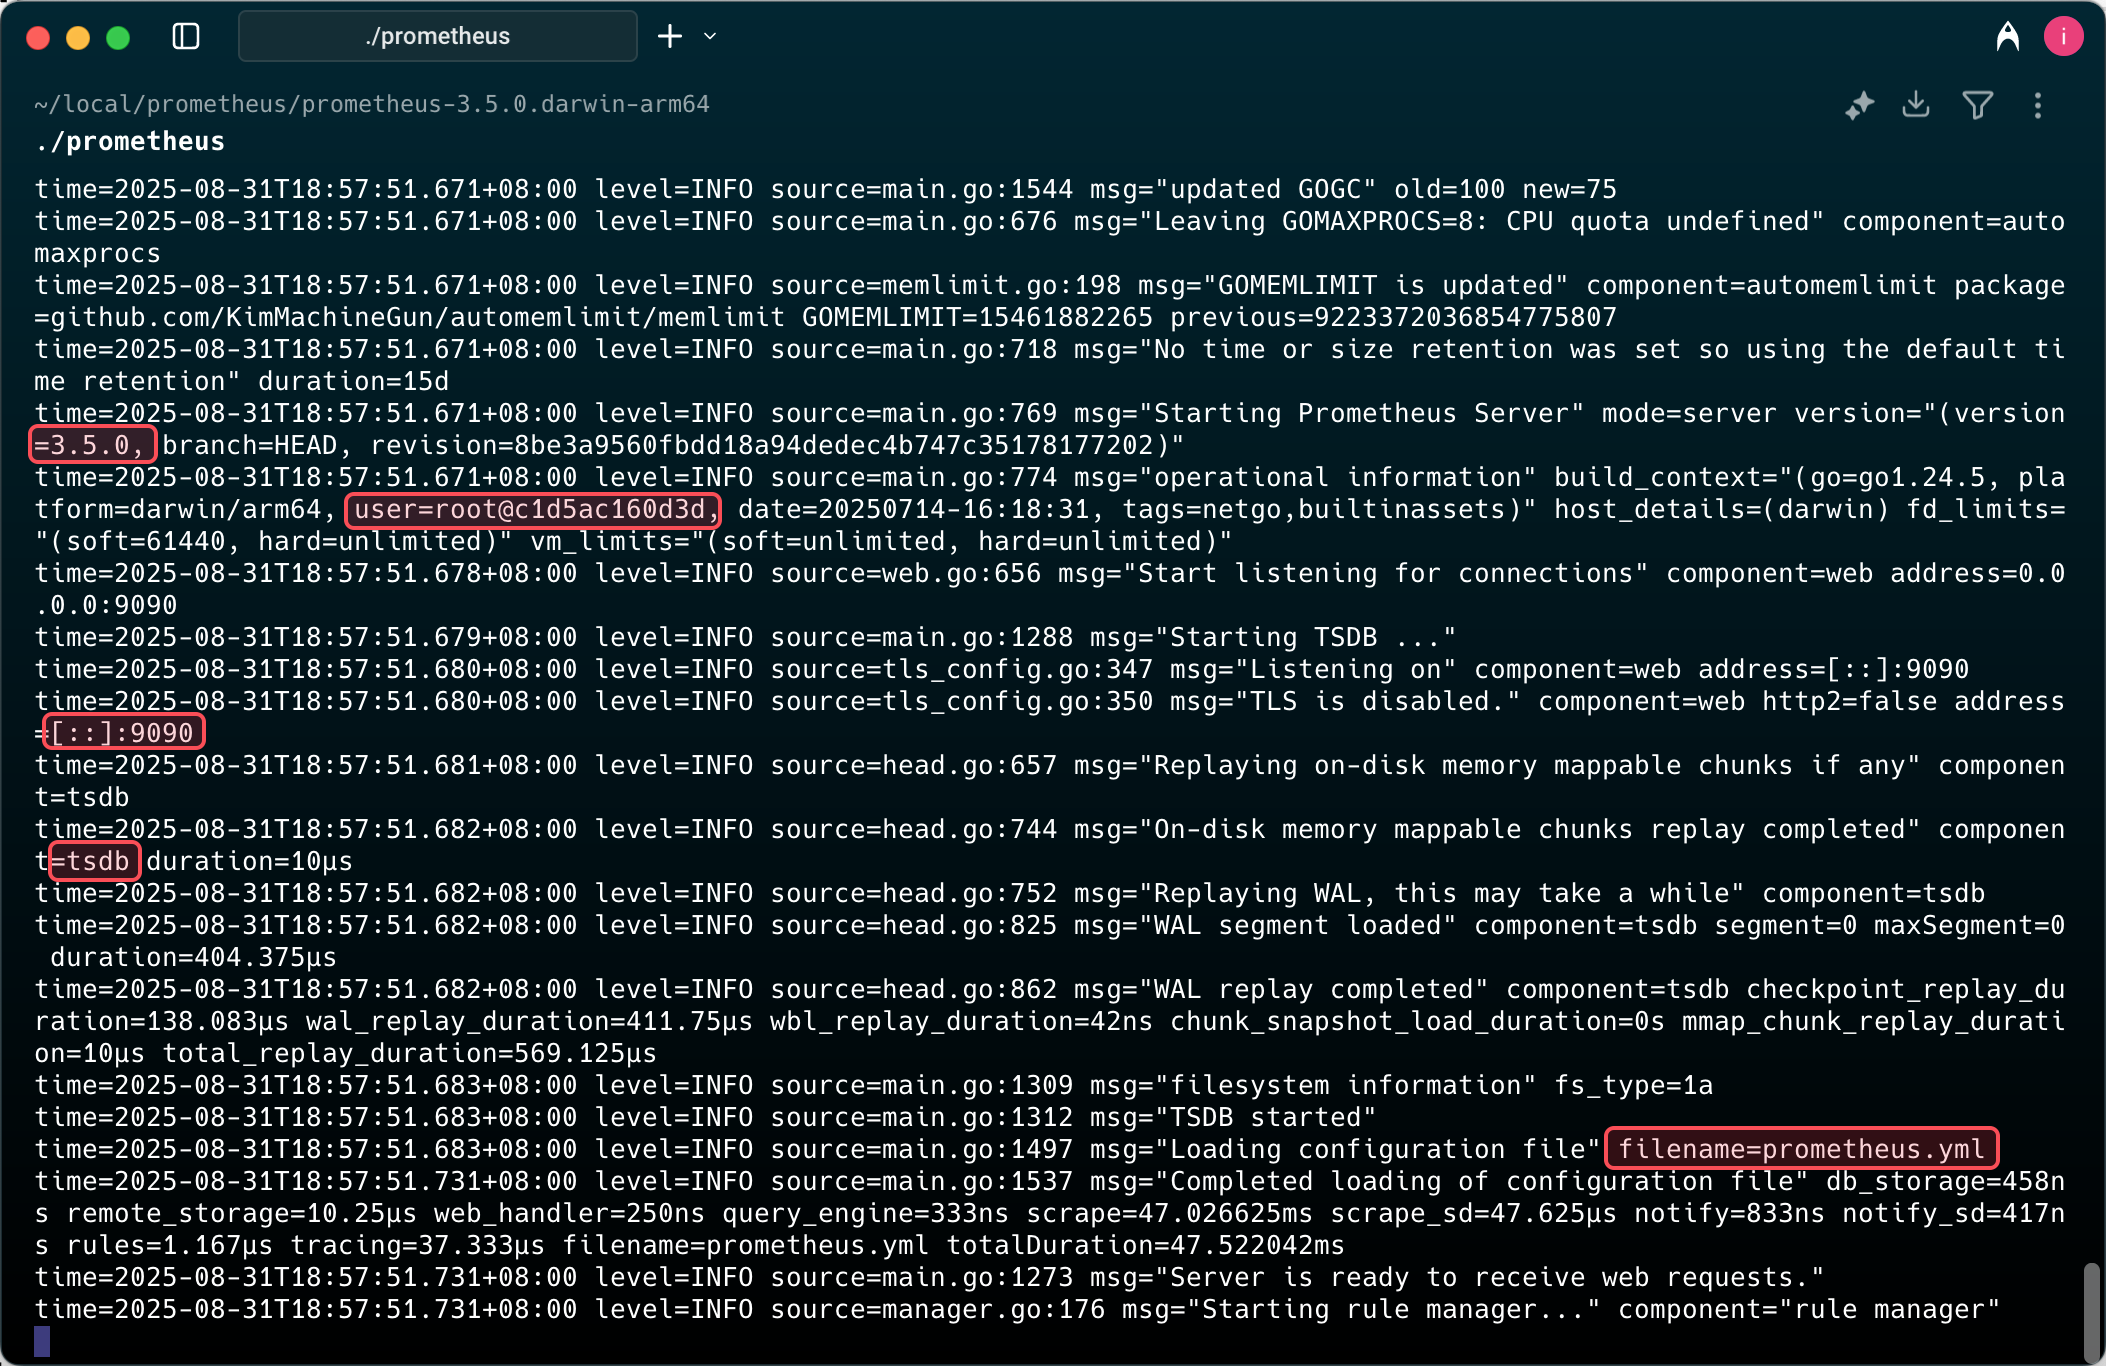 ./prometheus
i
~/local/prometheus/prometheus-3.5.0.darwin-arm64
./prometheus
time=2025-08-31T18:57:51.671+08:00 level=INFO source=main.go:1544 msg="updated GOGC" old=100 new=75
time=2025-08-31T18:57:51.671+08:00 level=INFO source=main.go:676 msg="Leaving GOMAXPROCS=8: CPU quota undefined" component=auto
maxprocs
time=2025-08-31T18:57:51.671+08:00 level=INFO source=memlimit.go:198 msg="GOMEMLIMIT is updated" component=automemlimit package
=github.com/KimMachineGun/automemlimit/memlimit GOMEMLIMIT=15461882265 previous=9223372036854775807
time=2025-08-31T18:57:51.671+08:00 level=INFO source=main.go:718 msg="No time or size retention was set so using the default ti
me retention" duration=15d
time=2025-08-31T18:57:51.671+08:00 level=INFO source=main.go:769 msg="Starting Prometheus Server" mode=server version="(version
=3.5.0, branch=HEAD, revision=8be3a9560fbdd18a94dedec4b747c35178177202)"
time=2025-08-31T18:57:51.671+08:00 level=INFO source=main.go:774 msg="operational information" build_context="(go=go1.24.5, pla
tform=darwin/arm64, user=root@c1d5ac160d3d, date=20250714-16:18:31, tags=netgo,builtinassets)" host_details=(darwin) fd_limits=
"(soft=61440, hard=unlimited)" vm_limits="(soft=unlimited, hard=unlimited)"
time=2025-08-31T18:57:51.678+08:00 level=INFO source=web.go:656 msg="Start listening for connections" component=web address=0.0
.0.0:9090
time=2025-08-31T18:57:51.679+08:00 level=INFO source=main.go:1288 msg="Starting TSDB ..."
time=2025-08-31T18:57:51.680+08:00 level=INFO source=tls_config.go:347 msg="Listening on" component=web address=[::]:9090
time=2025-08-31T18:57:51.680+08:00 level=INFO source=tls_config.go:350 msg="TLS is disabled." component=web http2=false address
=[::]:9090
time=2025-08-31T18:57:51.681+08:00 level=INFO source=head.go:657 msg="Replaying on-disk memory mappable chunks if any" componen
t=tsdb
time=2025-08-31T18:57:51.682+08:00 level=INFO source=head.go:744 msg="On-disk memory mappable chunks replay completed" componen
t=tsdb duration=10µs
time=2025-08-31T18:57:51.682+08:00 level=INFO source=head.go:752 msg="Replaying WAL, this may take a while" component=tsdb
time=2025-08-31T18:57:51.682+08:00 level=INFO source=head.go:825 msg="WAL segment loaded" component=tsdb segment=0 maxSegment=0
 duration=404.375µs
time=2025-08-31T18:57:51.682+08:00 level=INFO source=head.go:862 msg="WAL replay completed" component=tsdb checkpoint_replay_du
ration=138.083µs wal_replay_duration=411.75µs wbl_replay_duration=42ns chunk_snapshot_load_duration=0s mmap_chunk_replay_durati
on=10µs total_replay_duration=569.125µs
time=2025-08-31T18:57:51.683+08:00 level=INFO source=main.go:1309 msg="filesystem information" fs_type=1a
time=2025-08-31T18:57:51.683+08:00 level=INFO source=main.go:1312 msg="TSDB started"
time=2025-08-31T18:57:51.683+08:00 level=INFO source=main.go:1497 msg="Loading configuration file" filename=prometheus.yml
time=2025-08-31T18:57:51.731+08:00 level=INFO source=main.go:1537 msg="Completed loading of configuration file" db_storage=458n
s remote_storage=10.25µs web_handler=250ns query_engine=333ns scrape=47.026625ms scrape_sd=47.625µs notify=833ns notify_sd=417n
s rules=1.167µs tracing=37.333µs filename=prometheus.yml totalDuration=47.522042ms
time=2025-08-31T18:57:51.731+08:00 level=INFO source=main.go:1273 msg="Server is ready to receive web requests."
time=2025-08-31T18:57:51.731+08:00 level=INFO source=manager.go:176 msg="Starting rule manager..." component="rule manager"